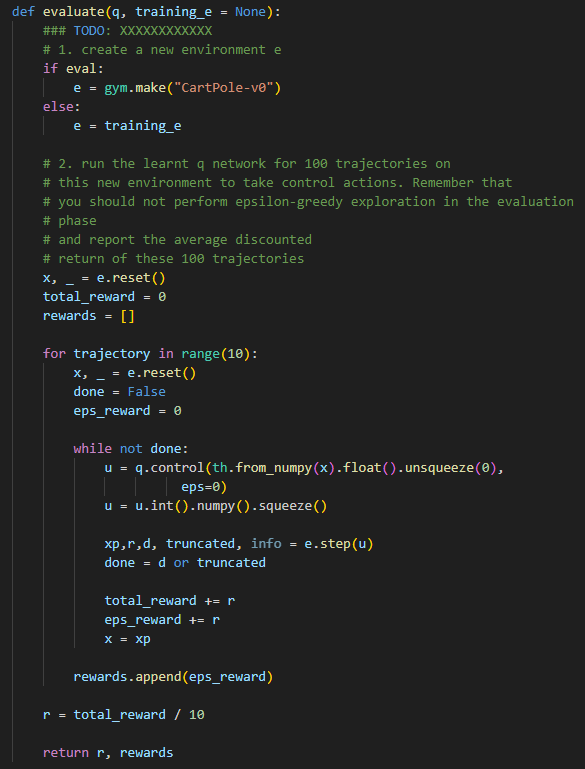 def evaluate(q, training_e = None):
    ### TODO: XXXXXXXXXXXX
    # 1. create a new environment e
    if eval:
        e = gym.make("CartPole-v0")
    else:
        e = training_e

    # 2. run the learnt q network for 100 trajectories on
    # this new environment to take control actions. Remember that
    # you should not perform epsilon-greedy exploration in the evaluation
    # phase
    # and report the average discounted
    # return of these 100 trajectories
    x, _ = e.reset()
    total_reward = 0
    rewards = []

    for trajectory in range(10):
        x, _ = e.reset()
        done = False
        eps_reward = 0

        while not done:
            u = q.control(th.from_numpy(x).float().unsqueeze(0),
                      eps=0)
            u = u.int().numpy().squeeze()

            xp,r,d, truncated, info = e.step(u)
            done = d or truncated

            total_reward += r
            eps_reward += r
            x = xp

        rewards.append(eps_reward)

    r = total_reward / 10

    return r, rewards